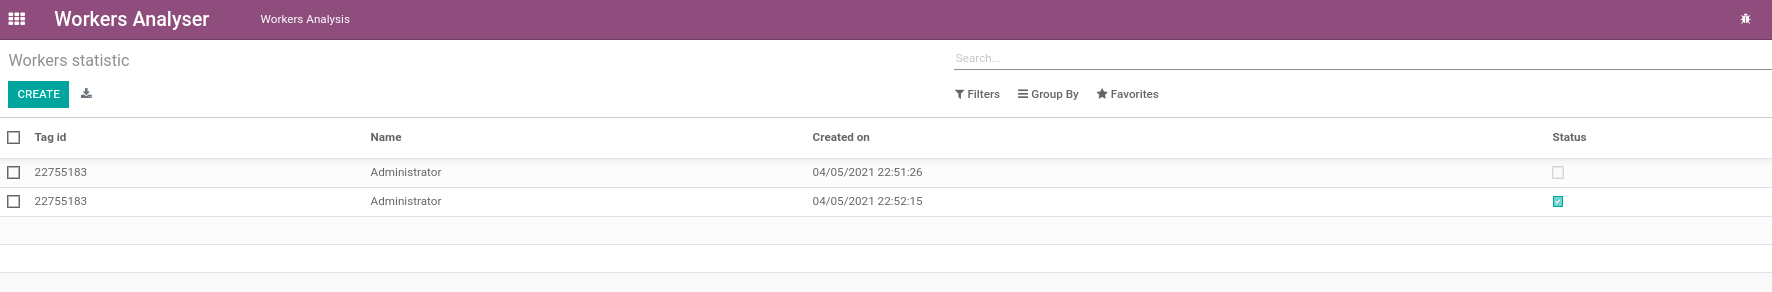 Workers Analyser Workers Analysis
Workers statistic Search...
CREATE Filters Group By Favorites
Tag id Name Created on Status
22755183 Administrator 04/05/2021 22:51:26
22755183 Administrator 04/05/2021 22:52:15